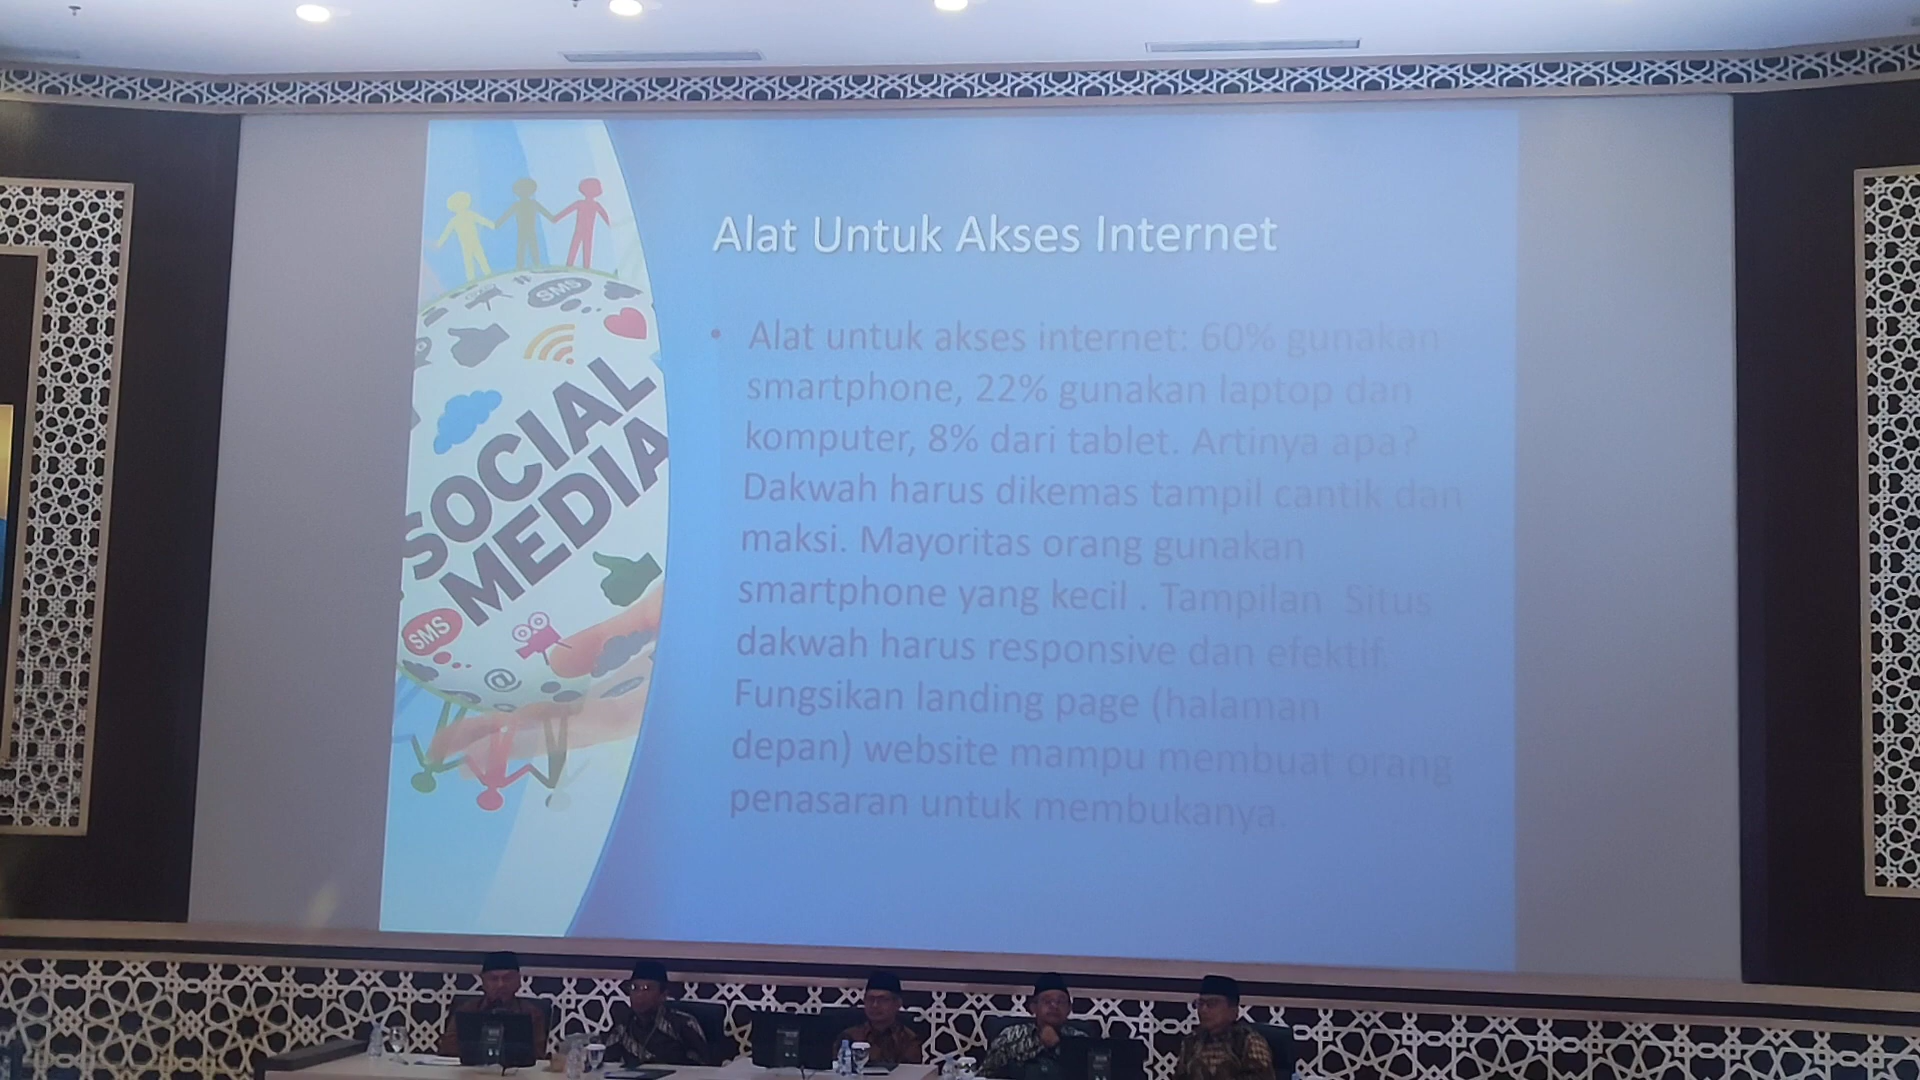 Alat Untuk Akses Internet
• Alat untuk akses internet: 60% gunakan
smartphone, 22% gunakan laptop dan
komputer, 8% dari tablet. Artinya apa?
Dakwah harus dikemas tampil cantik dan
maksi. Mayoritas orang gunakan
smartphone yang kecil . Tampilan Situs
dakwah harus responsive dan efektif.
Fungsikan landing page (halaman
depan) website mampu membuat orang
penasaran untuk membukanya.
SMS
SOCIAL
MEDIA
SMS
@